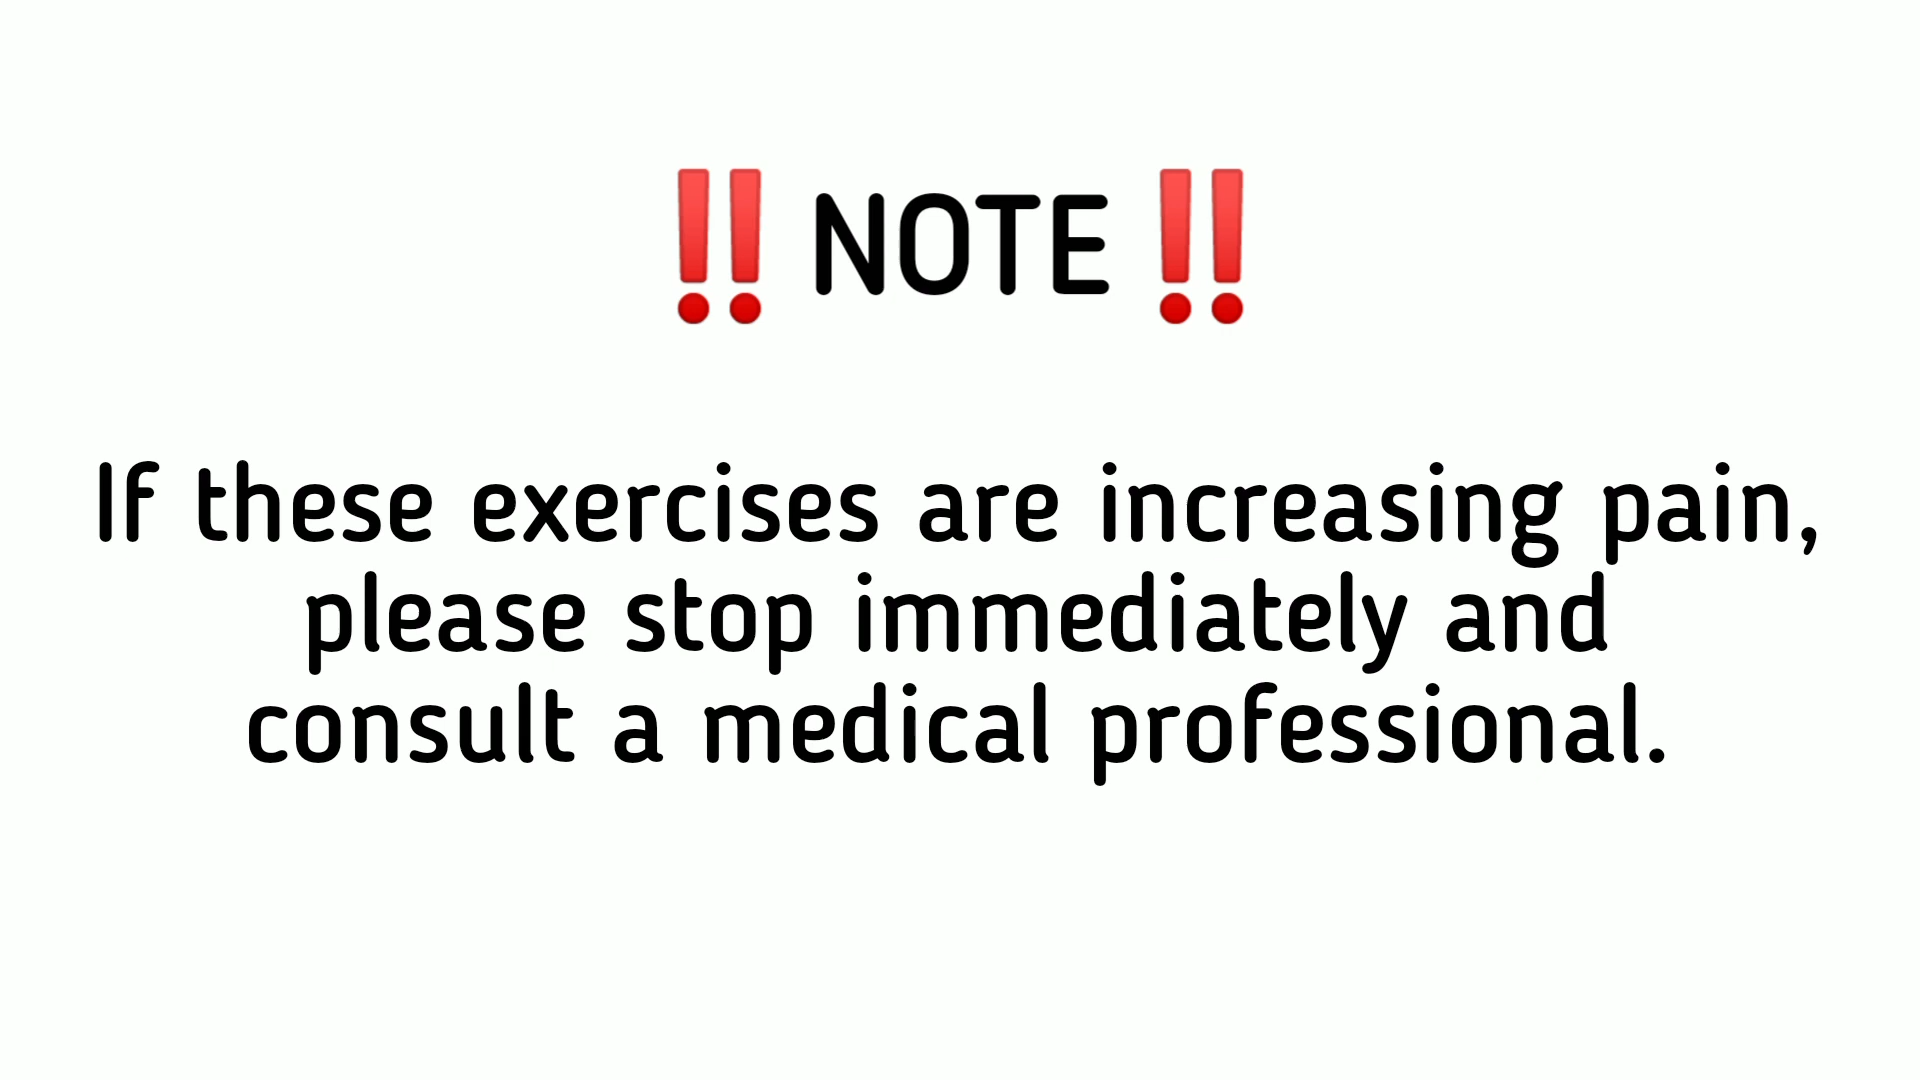 ‼️ NOTE ‼️
If these exercises are increasing pain,
please stop immediately and
consult a medical professional.